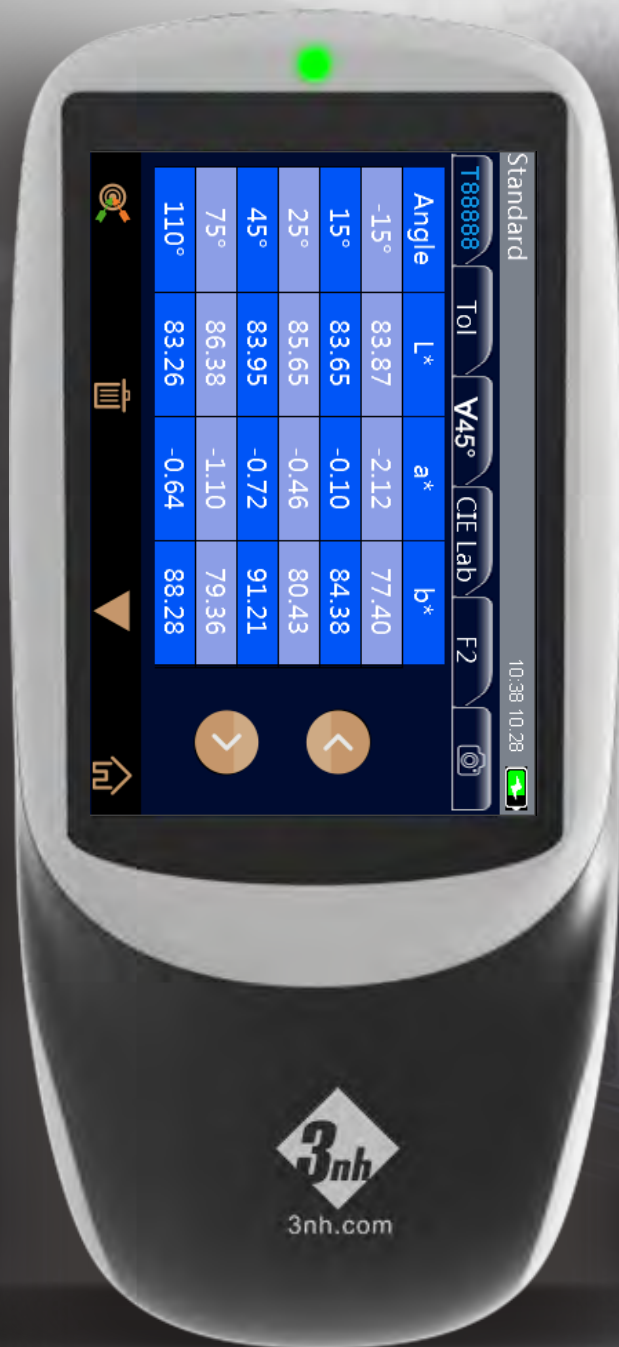 Standard 10:38 10.28
T88888 Tol ∀45° CIE Lab F2
Angle L* a* b*
-15° 83.87 -2.12 77.40
15° 83.65 -0.10 84.38
25° 85.65 -0.46 80.43
45° 83.95 -0.72 91.21
75° 86.38 -1.10 79.36
110° 83.26 -0.64 88.28
3nh
3nh.com